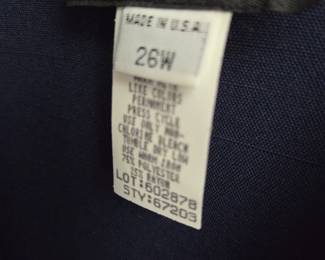 MADE IN U.S.A.
26W
LIKE COLORS
PERMANENT
PRESS CYCLE
USE ONLY NON-
CHLORINE BLEACH
TUMBLE DRY LOW
USE WARM IRON
75% POLYESTER
25% RAYON
LOT:602878
STY:67203